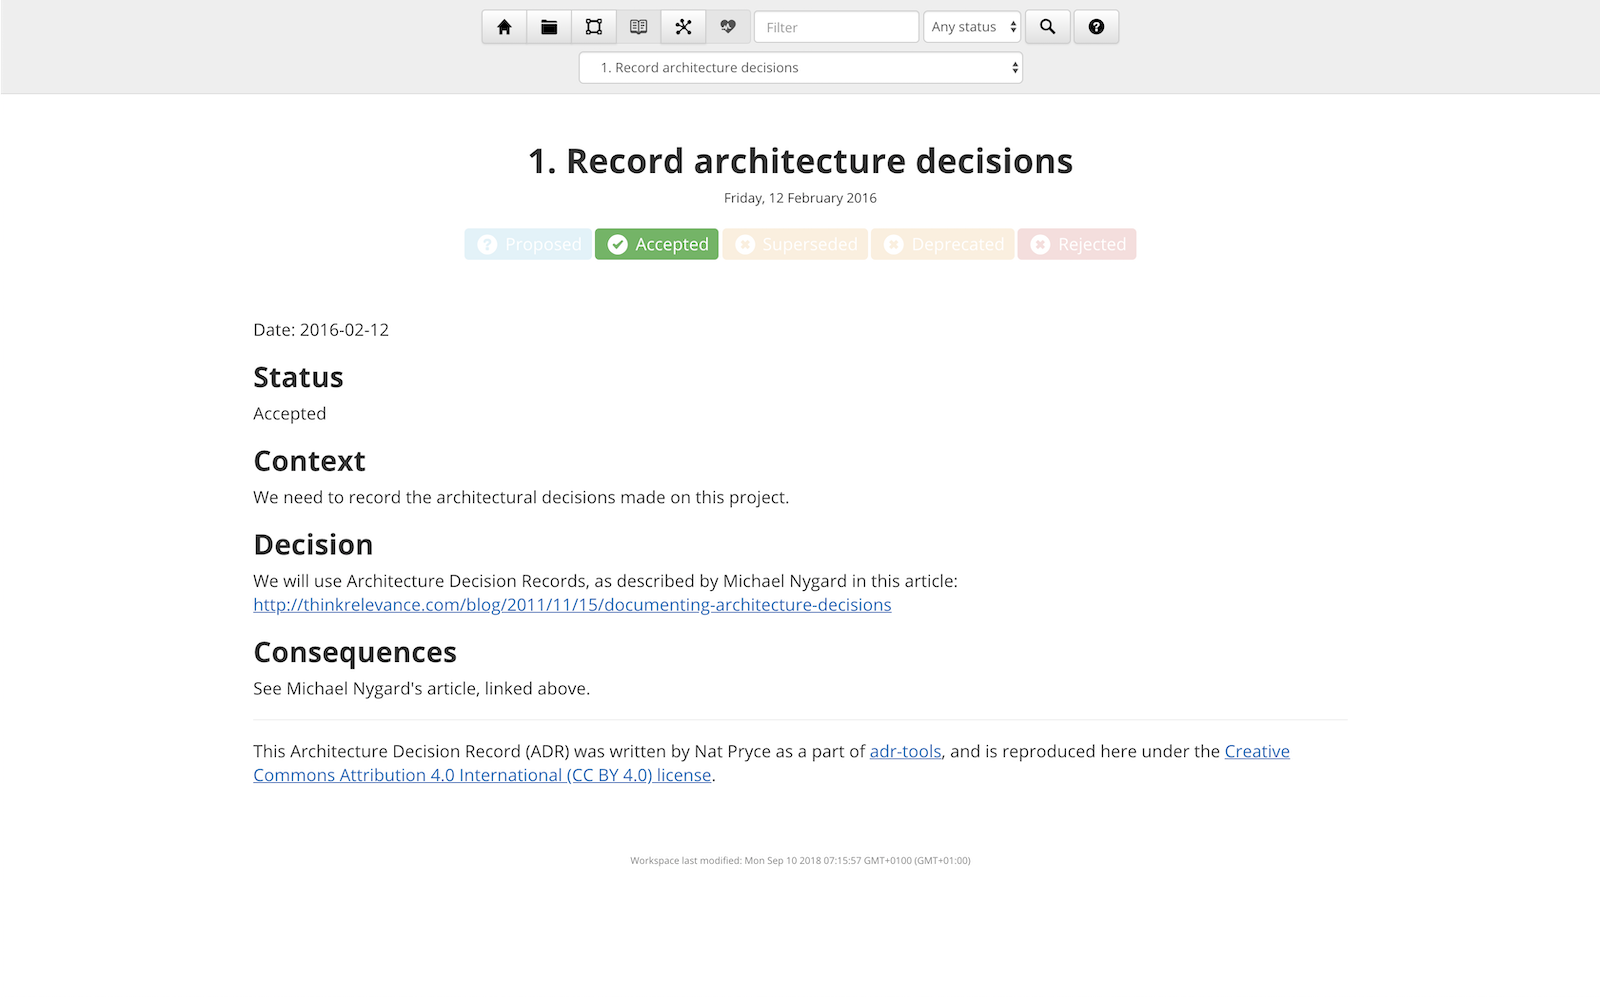 Filter
Any status
1. Record architecture decisions
1. Record architecture decisions
Friday, 12 February 2016
Proposed Accepted Superseded Deprecated Rejected
Date: 2016-02-12
Status
Accepted
Context
We need to record the architectural decisions made on this project.
Decision
We will use Architecture Decision Records, as described by Michael Nygard in this article:
http://thinkrelevance.com/blog/2011/11/15/documenting-architecture-decisions
Consequences
See Michael Nygard's article, linked above.
This Architecture Decision Record (ADR) was written by Nat Pryce as a part of adr-tools, and is reproduced here under the Creative
Commons Attribution 4.0 International (CC BY 4.0) license.
Workspace last modified: Mon Sep 10 2018 07:15:57 GMT+0100 (GMT+01:00)